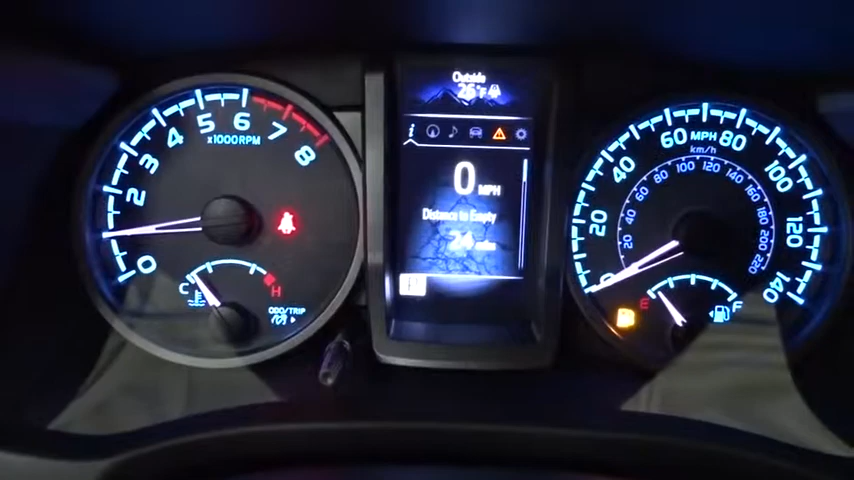 0 2 3 4 5 6 7 8
x1000RPM
C E H
ODO/TRIP
Outside
26°F
i
0 MPH
Distance to Empty
24 miles
0 20 40 60 80 100 120 140
MPH
km/h
20 40 60 80 100 120 140 160 180 200 220
E F